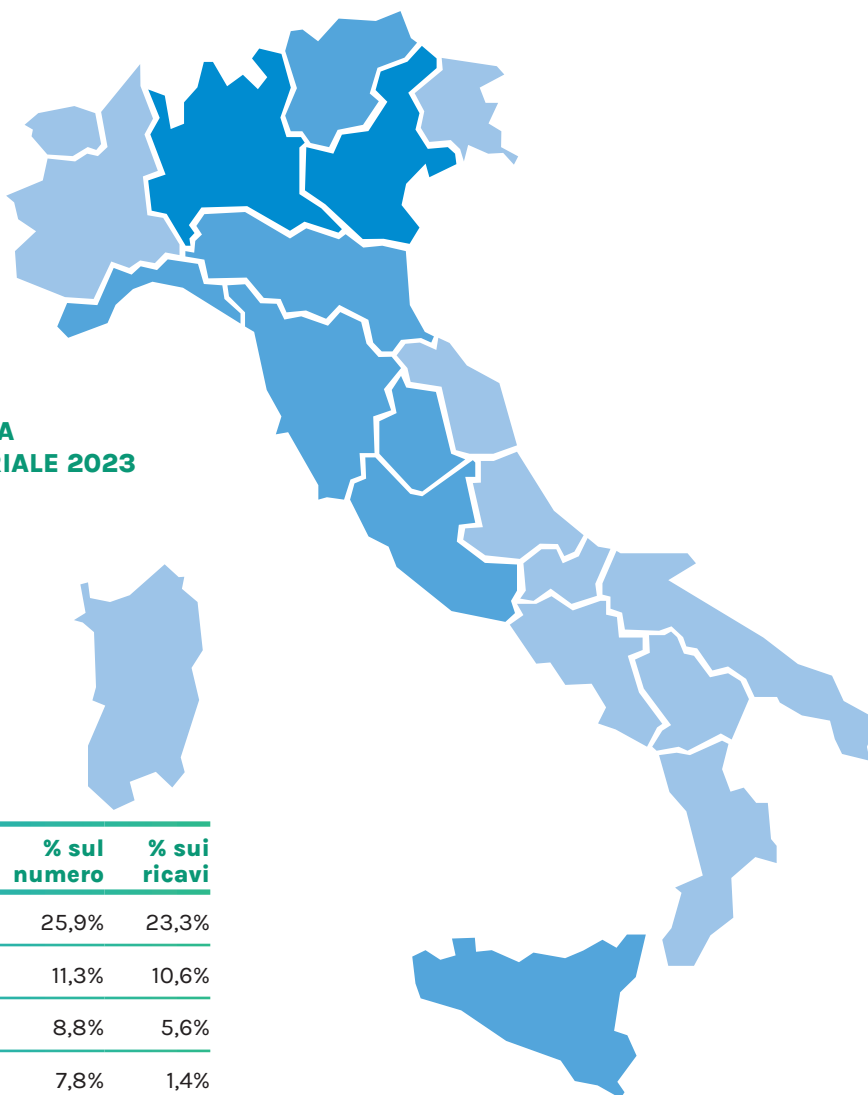 A
RIALE 2023
% sul numero % sui ricavi
25,9% 23,3%
11,3% 10,6%
8,8% 5,6%
7,8% 1,4%